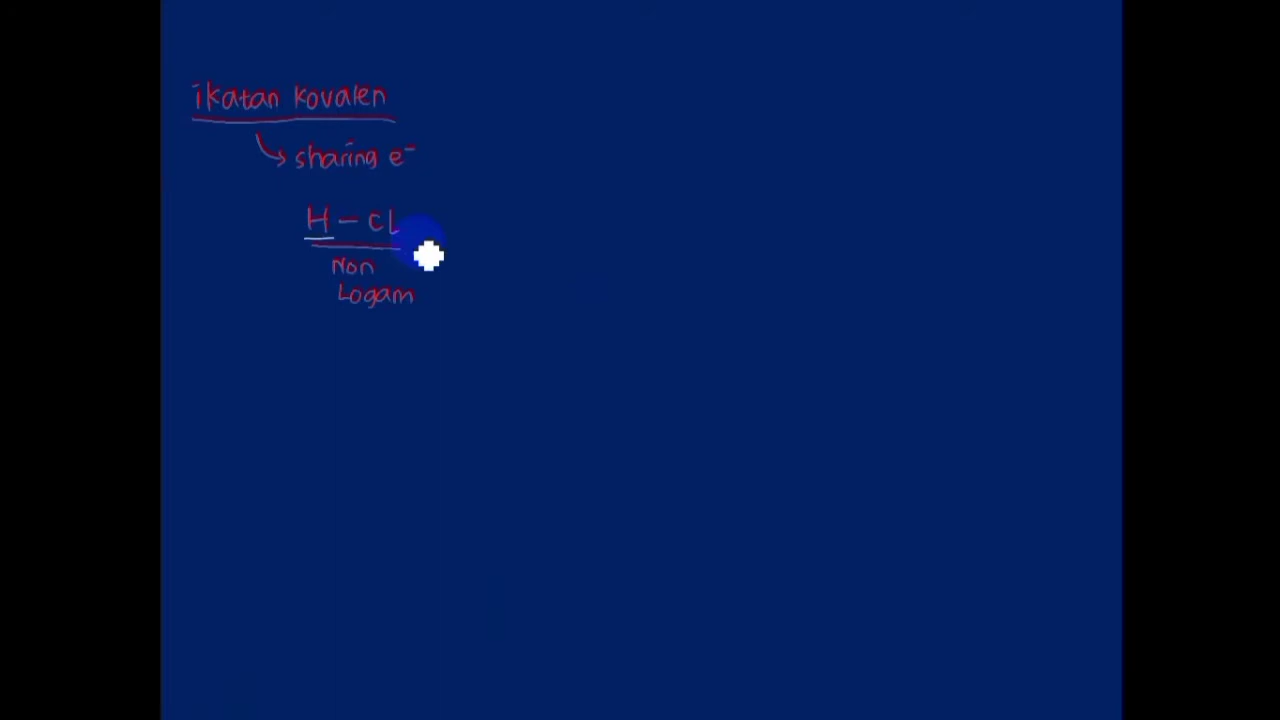 ikatan kovalen
↳ sharing e⁻
H – Cl
Non
Logam